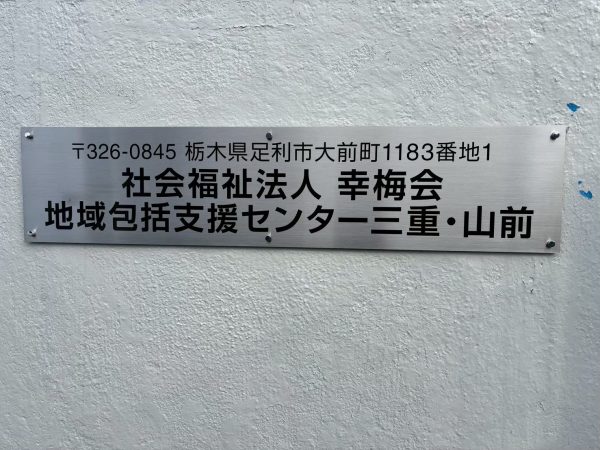 〒326-0845 栃木県足利市大前町1183番地1
社会福祉法人 幸梅会
地域包括支援センター三重・山前